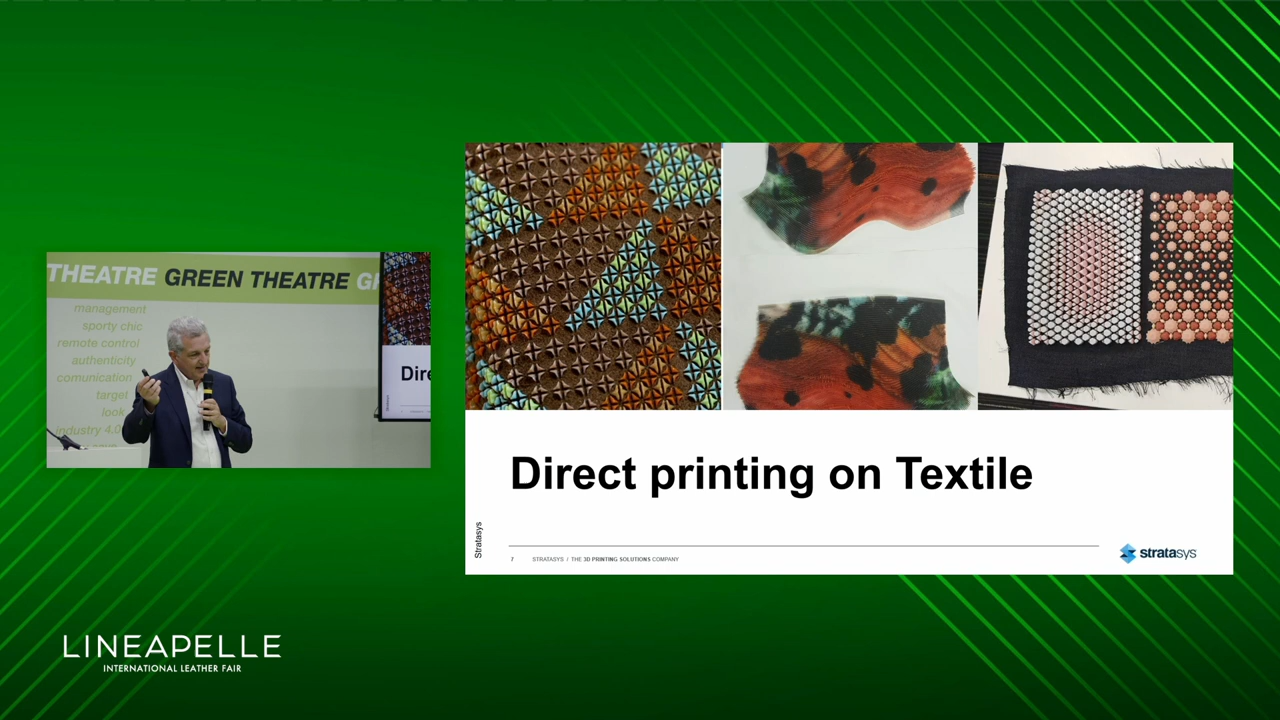 THEATRE GREEN THEATRE
management
sporty chic
remote control
authenticity
comunication
target
look
industry 4.0
Dire
Direct printing on Textile
Stratasys
7 STRATASYS / THE 3D PRINTING SOLUTIONS COMPANY
stratasys
LINEAPELLE
INTERNATIONAL LEATHER FAIR